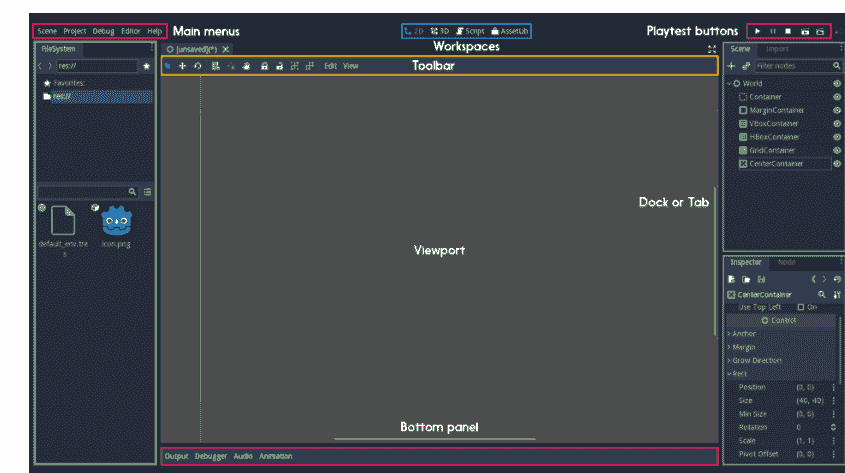 Scene Project Debug Editor Help
Main menus
2D 3D Script AssetLib
Workspaces
Playtest buttons
FileSystem
res://
Favorites:
res://
default_env.tre
s
icon.png
[unsaved](*)
Toolbar
Edit View
Viewport
Dock or Tab
Bottom panel
Output Debugger Audio Animation
Scene Import
Filter nodes
World
Container
MarginContainer
VBoxContainer
HBoxContainer
GridContainer
CenterContainer
Inspector Node
CenterContainer
Use Top Left On
Control
Anchor
Margin
Grow Direction
Rect
Position (0, 0)
Size (40, 40)
Min Size (0, 0)
Rotation 0
Scale (1, 1)
Pivot Offset (0, 0)